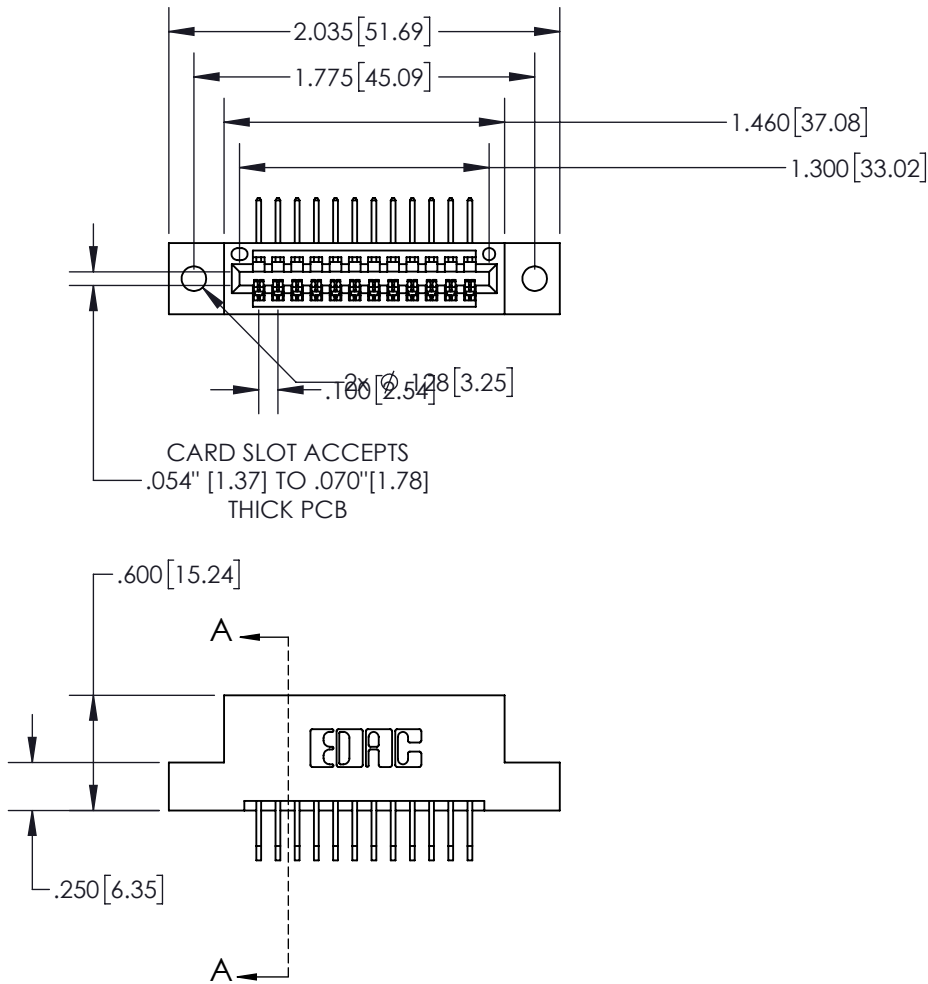 2.035[51.69]
1.775[45.09]
1.460[37.08]
1.300[33.02]
2x Ø .128[3.25]
.100[2.54]
CARD SLOT ACCEPTS
.054" [1.37] TO .070"[1.78]
THICK PCB
.600[15.24]
A
EDAC
.250[6.35]
A